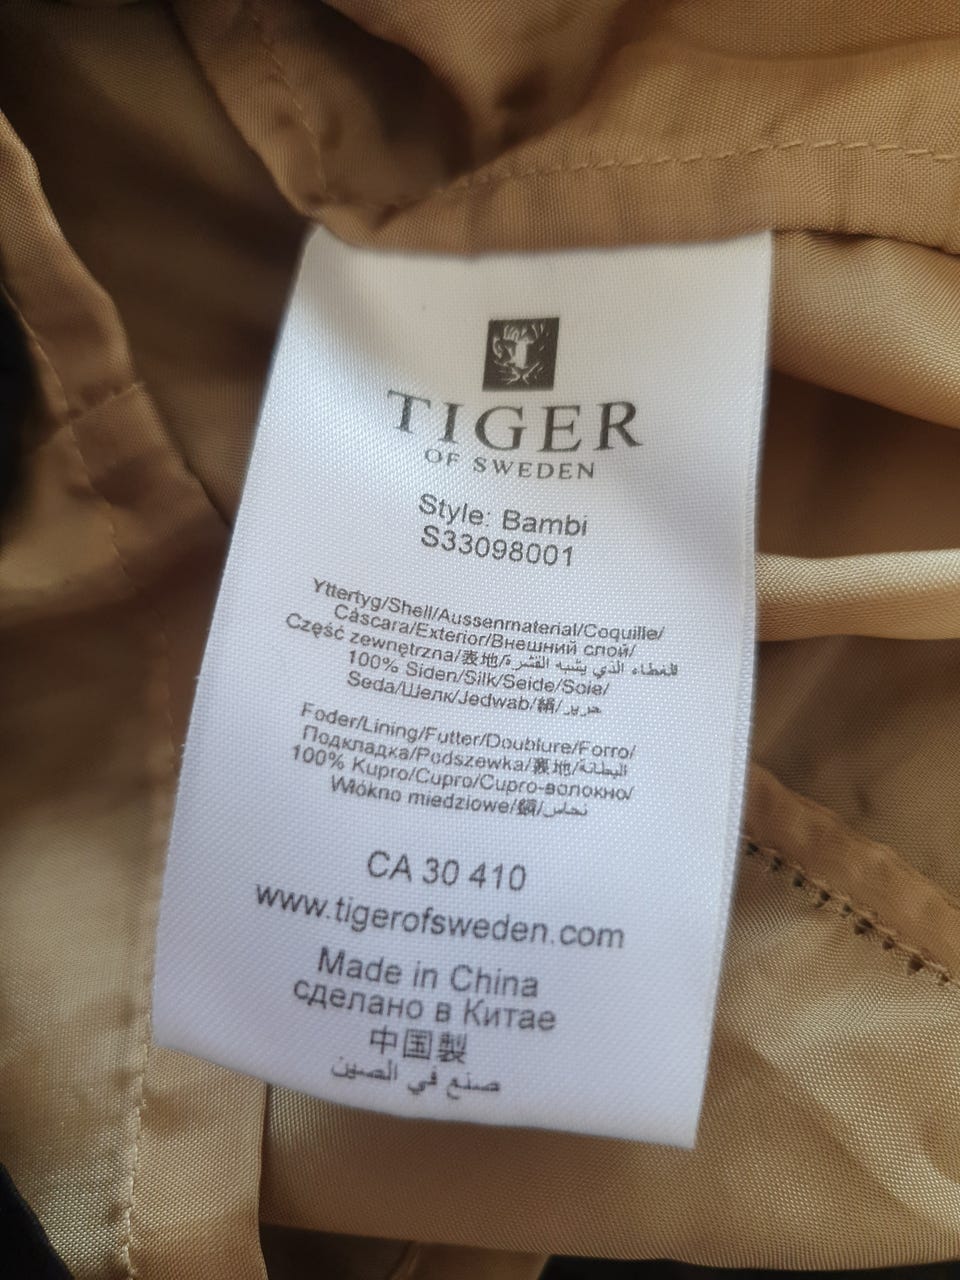 TIGER
OF SWEDEN
Style: Bambi
S33098001
Yttertyg/Shell/Aussenmaterial/Coquille/
Cáscara/Exterior/Внешний слой/
Część zewnętrzna/表地/الغطاء الذي يشبه القشرة
100% Siden/Silk/Seide/Soie/
Seda/Шелк/Jedwab/絹/حرير
Foder/Lining/Futter/Doublure/Forro/
Подкладка/Podszewka/裏地/البطانة
100% Kupro/Cupro/Cupro-волокно/
Włókno miedziowe/銅/نحاس
CA 30 410
www.tigerofsweden.com
Made in China
сделано в Китае
中国製
صنع في الصين